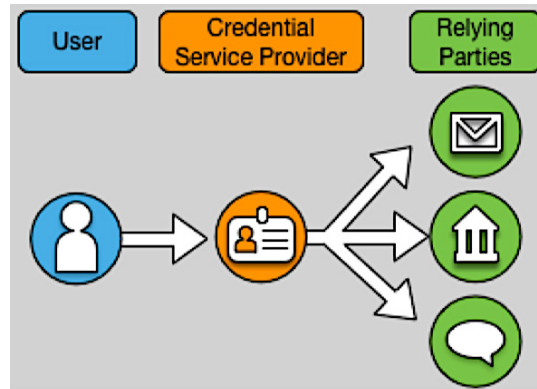 User
Credential
Service Provider
Relying
Parties